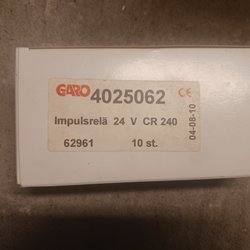 GARO 4025062 CE
Impulsrelä 24 V CR 240
62961 10 st.
04-08-10